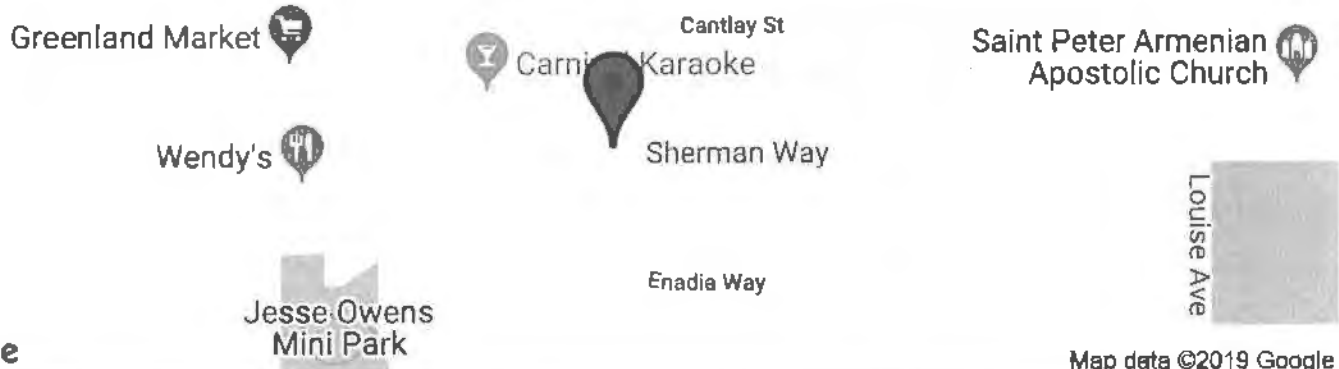 Greenland Market
Cantlay St
Saint Peter Armenian
Apostolic Church
Karaoke
Wendy's
Sherman Way
Louise Ave
Enadia Way
Jesse Owens
Mini Park
e
Map data ©2019 Google